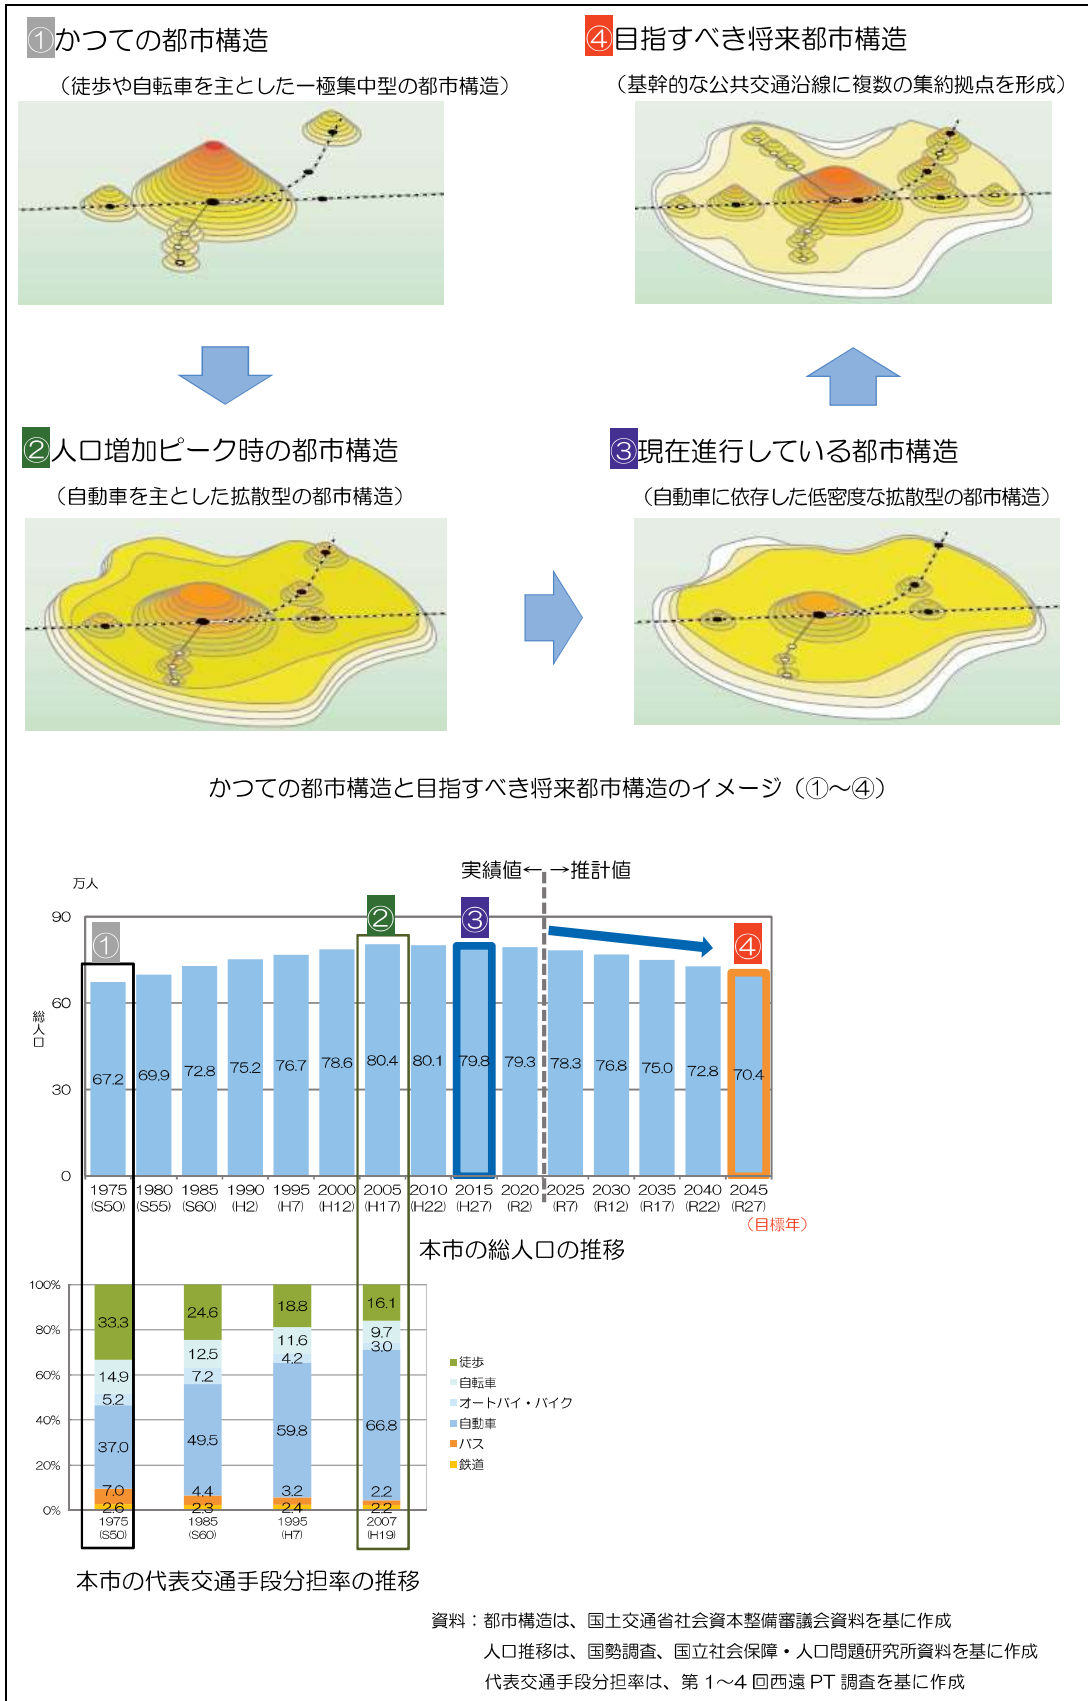 ①かつての都市構造
（徒歩や自転車を主とした一極集中型の都市構造）
④目指すべき将来都市構造
（基幹的な公共交通沿線に複数の集約拠点を形成）
②人口増加ピーク時の都市構造
（自動車を主とした拡散型の都市構造）
③現在進行している都市構造
（自動車に依存した低密度な拡散型の都市構造）
かつての都市構造と目指すべき将来都市構造のイメージ（①～④）
実績値←→推計値
万人
① ② ③ ④
90
60
30
0
総人口
67.2 69.9 72.8 75.2 76.7 78.6 80.4 80.1 79.8 79.3 78.3 76.8 75.0 72.8 70.4
1975 1980 1985 1990 1995 2000 2005 2010 2015 2020 2025 2030 2035 2040 2045
(S50) (S55) (S60) (H2) (H7) (H12) (H17) (H22) (H27) (R2) (R7) (R12) (R17) (R22) (R27)
（目標年）
本市の総人口の推移
100%
80%
60%
40%
20%
0%
33.3 24.6 18.8 16.1
14.9 12.5 11.6 9.7
5.2 7.2 4.2 3.0
37.0 49.5 59.8 66.8
7.0 4.4 3.2 2.2
2.6 2.3 2.4 2.2
1975 1985 1995 2007
(S50) (S60) (H7) (H19)
徒歩
自転車
オートバイ・バイク
自動車
バス
鉄道
本市の代表交通手段分担率の推移
資料：都市構造は、国土交通省社会資本整備審議会資料を基に作成
人口推移は、国勢調査、国立社会保障・人口問題研究所資料を基に作成
代表交通手段分担率は、第 1～4 回西遠 PT 調査を基に作成